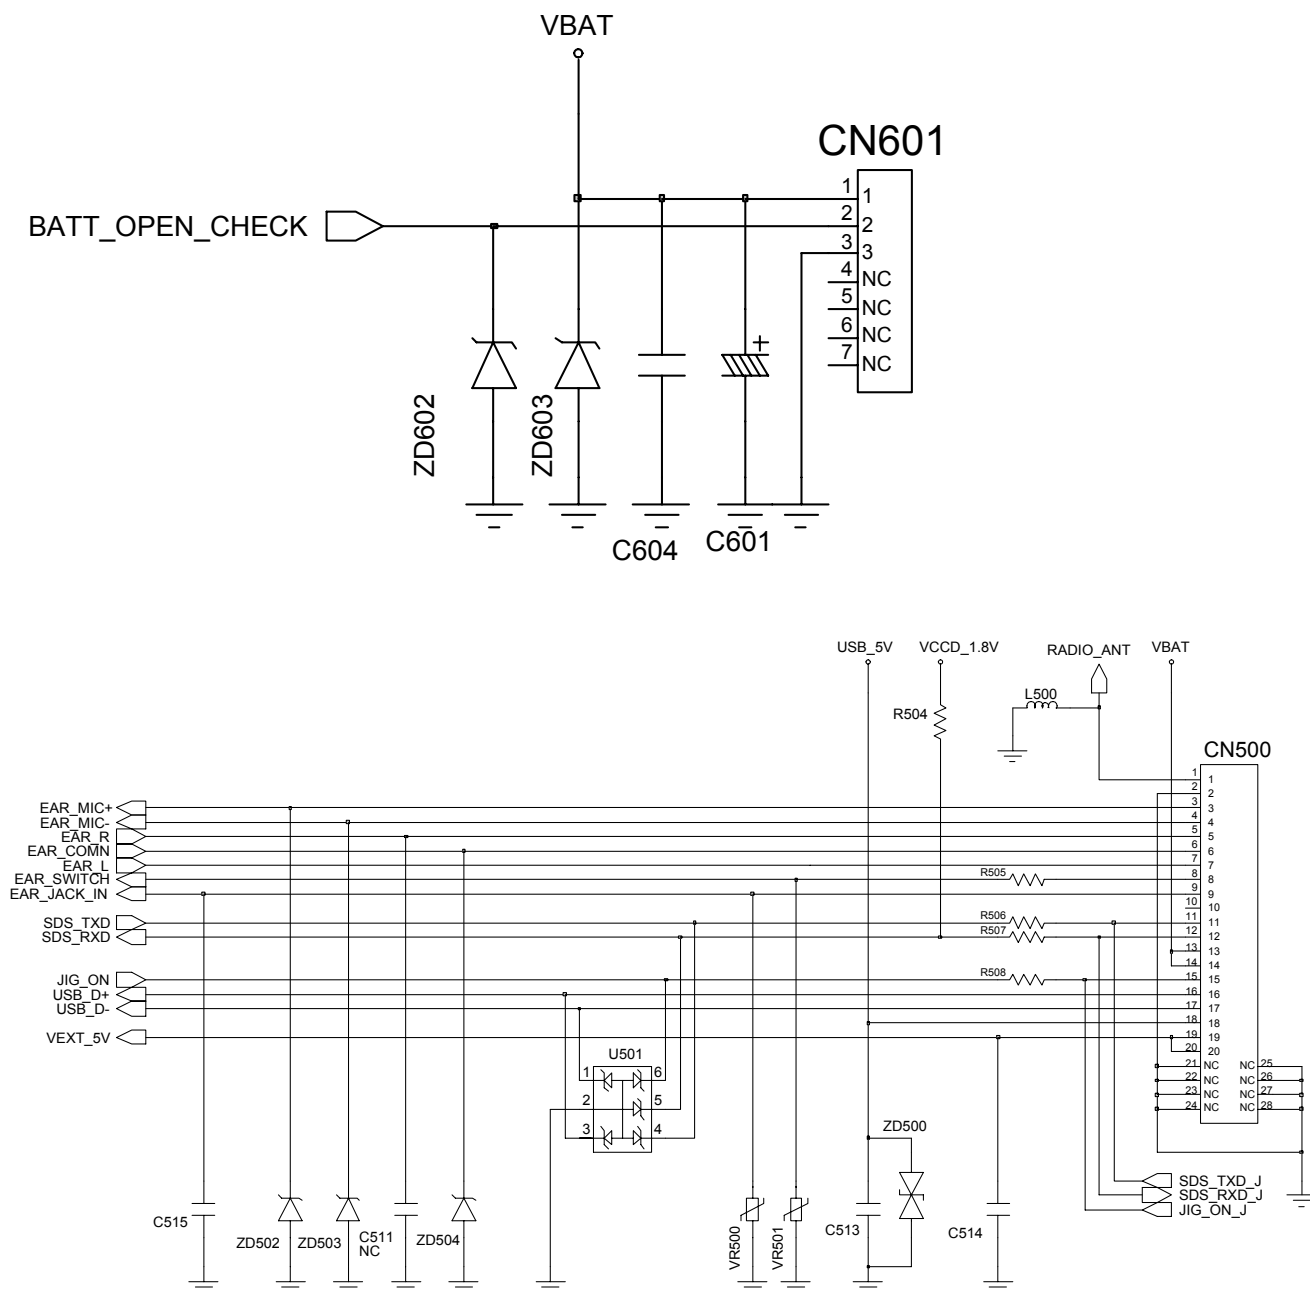 VBAT
CN601
1 1
BATT_OPEN_CHECK
2 2
3 3
4 NC
5 NC
6 NC
7 NC
+
ZD602
ZD603
C604
C601
USB_5V VCCD_1.8V RADIO_ANT VBAT
L500
R504
CN500
1 1
2 2
EAR_MIC+ 3 3
EAR_MIC- 4 4
EAR_R 5 5
EAR_COMN 6 6
EAR_L 7 7
EAR_SWITCH R505 8 8
EAR_JACK_IN 9 9
10 10
SDS_TXD R506 11 11
SDS_RXD R507 12 12
13 13
14 14
JIG_ON R508 15 15
USB_D+ 16 16
USB_D- 17 17
18 18
VEXT_5V 19 19
20 20
U501
21 NC NC 25
1 6
22 NC NC 26
23 NC NC 27
2 5
24 NC NC 28
3 4
ZD500
SDS_TXD_J
SDS_RXD_J
JIG_ON_J
C515
ZD502
ZD503
C511
NC
ZD504
VR500
VR501
C513
C514